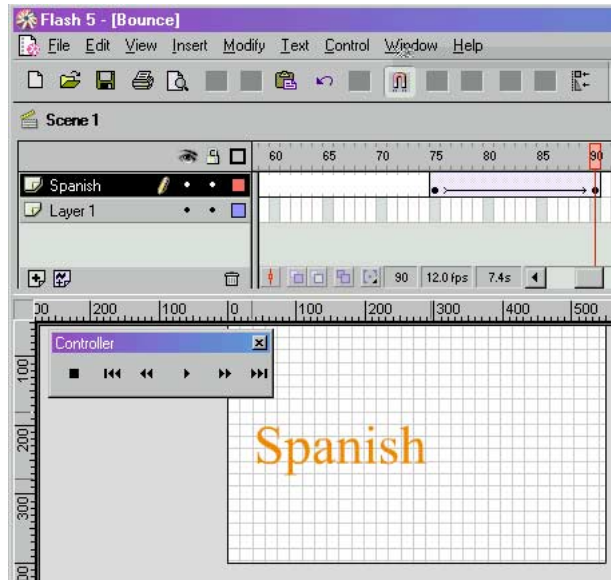 Flash 5 - [Bounce]
File Edit View Insert Modify Text Control Window Help
Scene 1
60 65 70 75 80 85 90
Spanish
Layer 1
90 12.0 fps 7.4s
200 100 0 100 200 300 400 500
Controller
100
200
300
Spanish